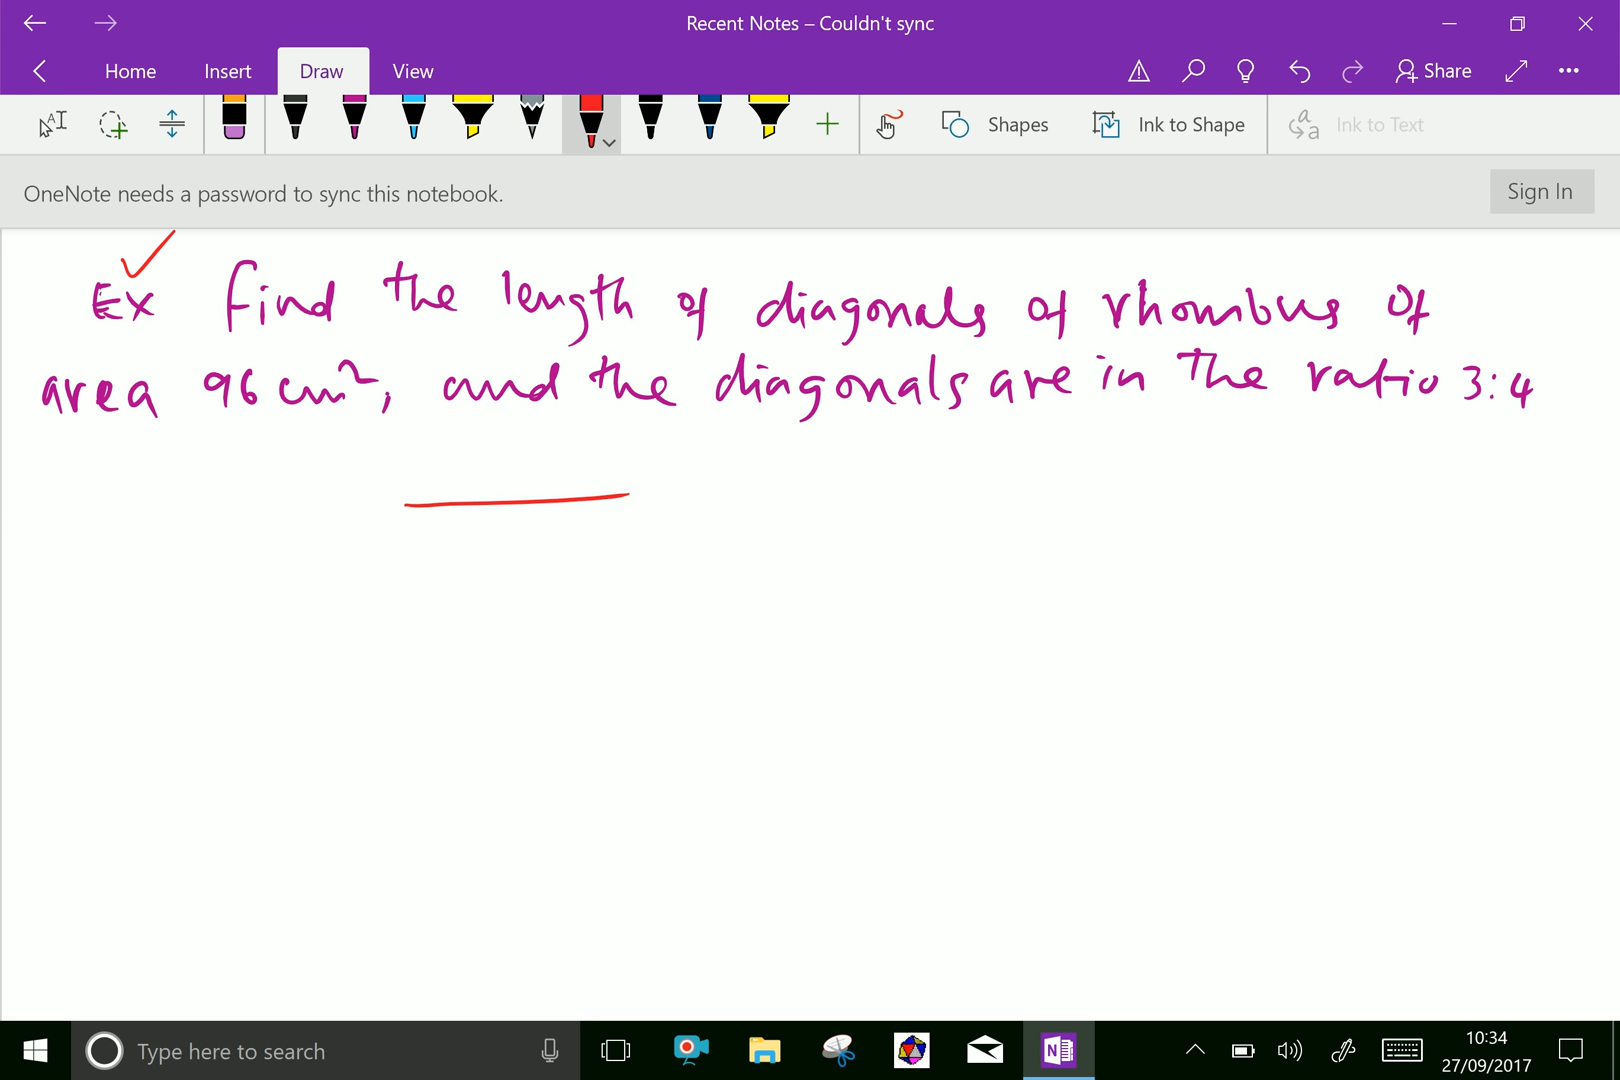 Recent Notes – Couldn't sync
Home Insert Draw View Share
Shapes Ink to Shape Ink to Text
OneNote needs a password to sync this notebook. Sign In
Ex Find the length of diagonals of rhombus Of
area 96 cm², and the diagonals are in The ratio 3:4
Type here to search
10:34
27/09/2017